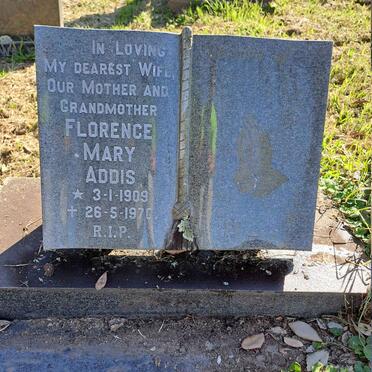 In Loving
My dearest Wife,
Our Mother and
Grandmother
Florence
Mary
Addis
★ 3-1-1909
✝ 26-5-1970
R.I.P.